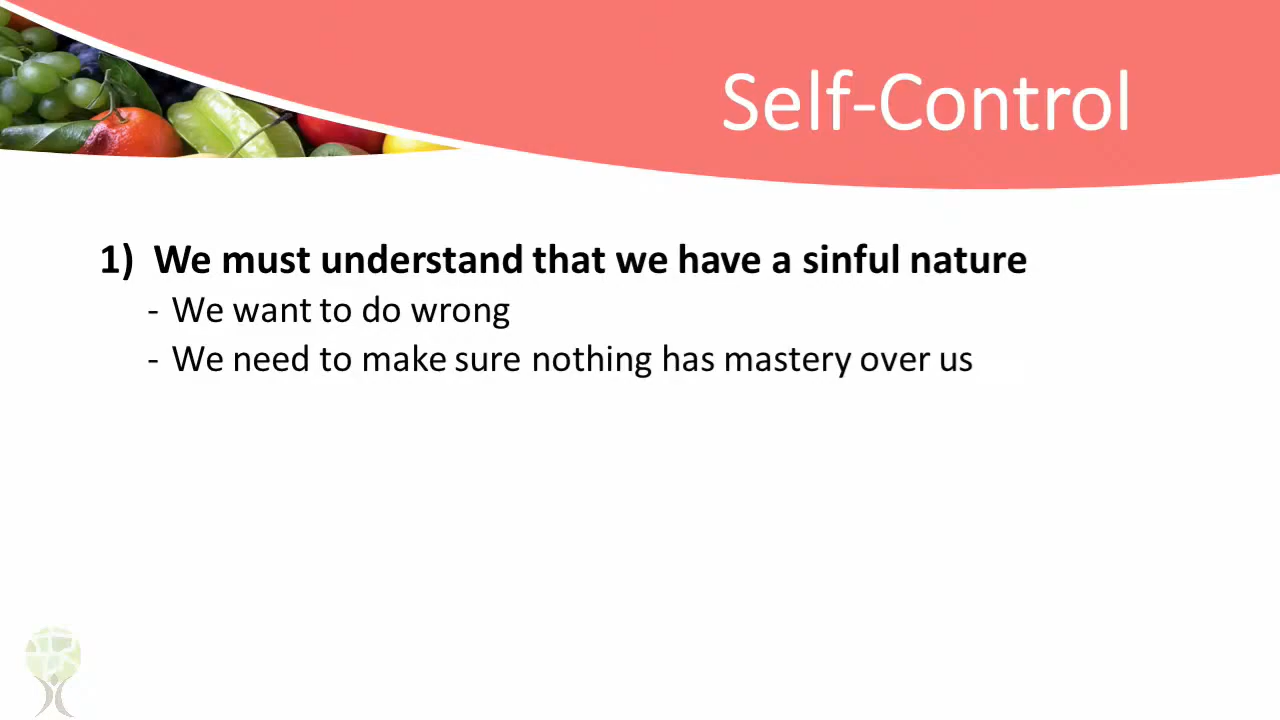 Self-Control
1) We must understand that we have a sinful nature
- We want to do wrong
- We need to make sure nothing has mastery over us